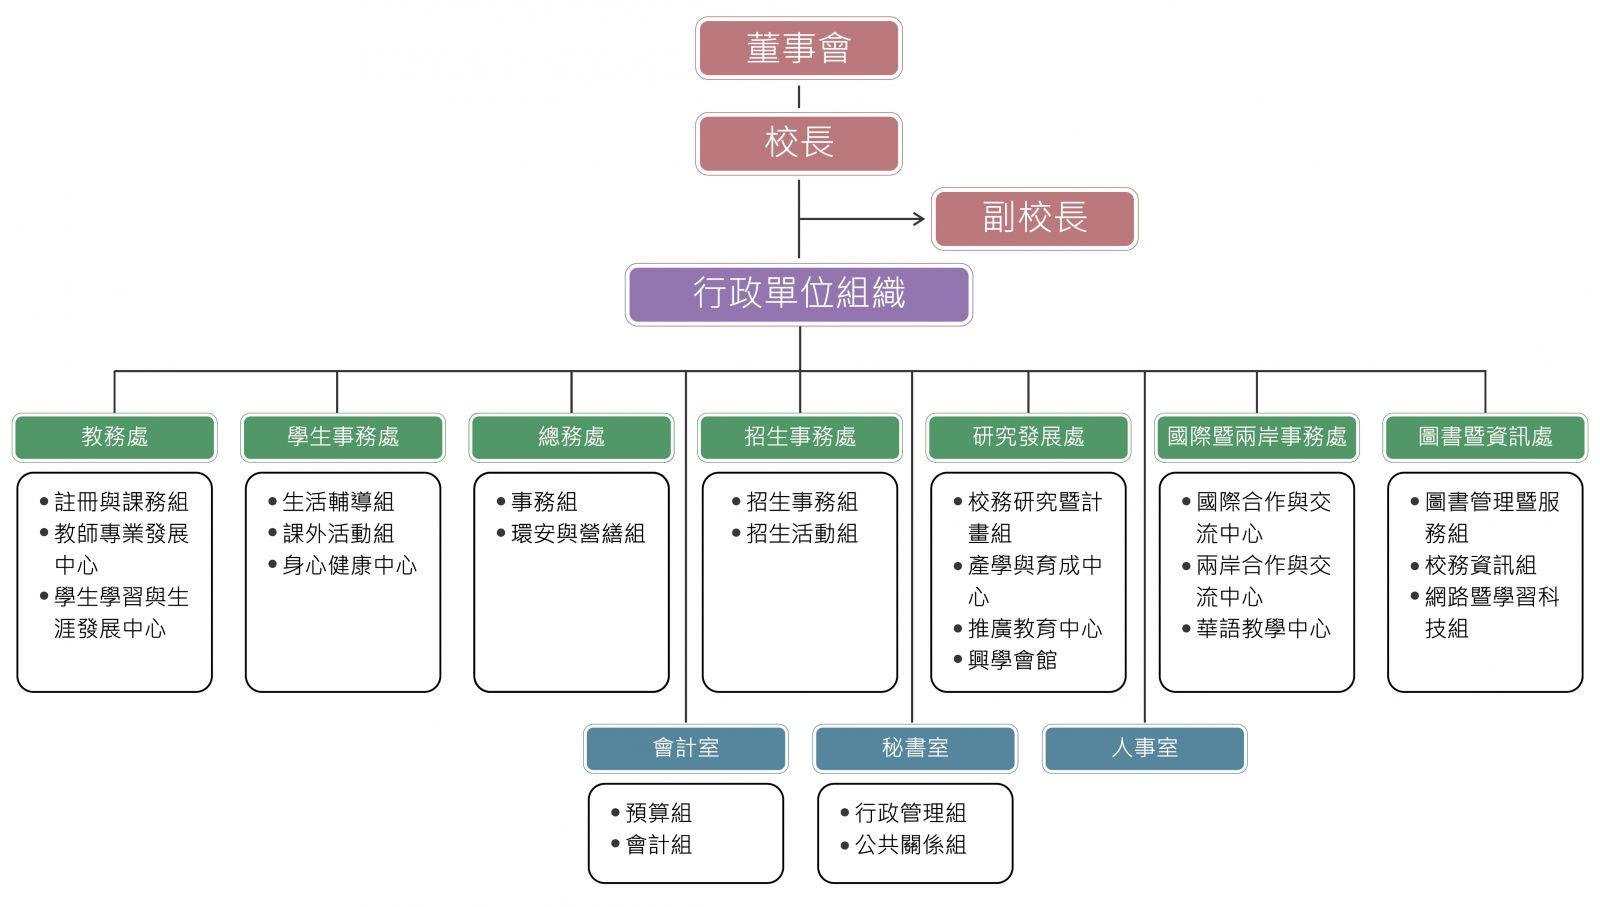 董事會
校長
副校長
行政單位組織
教務處
註冊與課務組
教師專業發展
中心
學生學習與生
涯發展中心
學生事務處
生活輔導組
課外活動組
身心健康中心
總務處
事務組
環安與營繕組
招生事務處
招生事務組
招生活動組
研究發展處
校務研究暨計
畫組
產學與育成中
心
推廣教育中心
興學會館
國際暨兩岸事務處
國際合作與交
流中心
兩岸合作與交
流中心
華語教學中心
圖書暨資訊處
圖書管理暨服
務組
校務資訊組
網路暨學習科
技組
會計室
預算組
會計組
秘書室
行政管理組
公共關係組
人事室